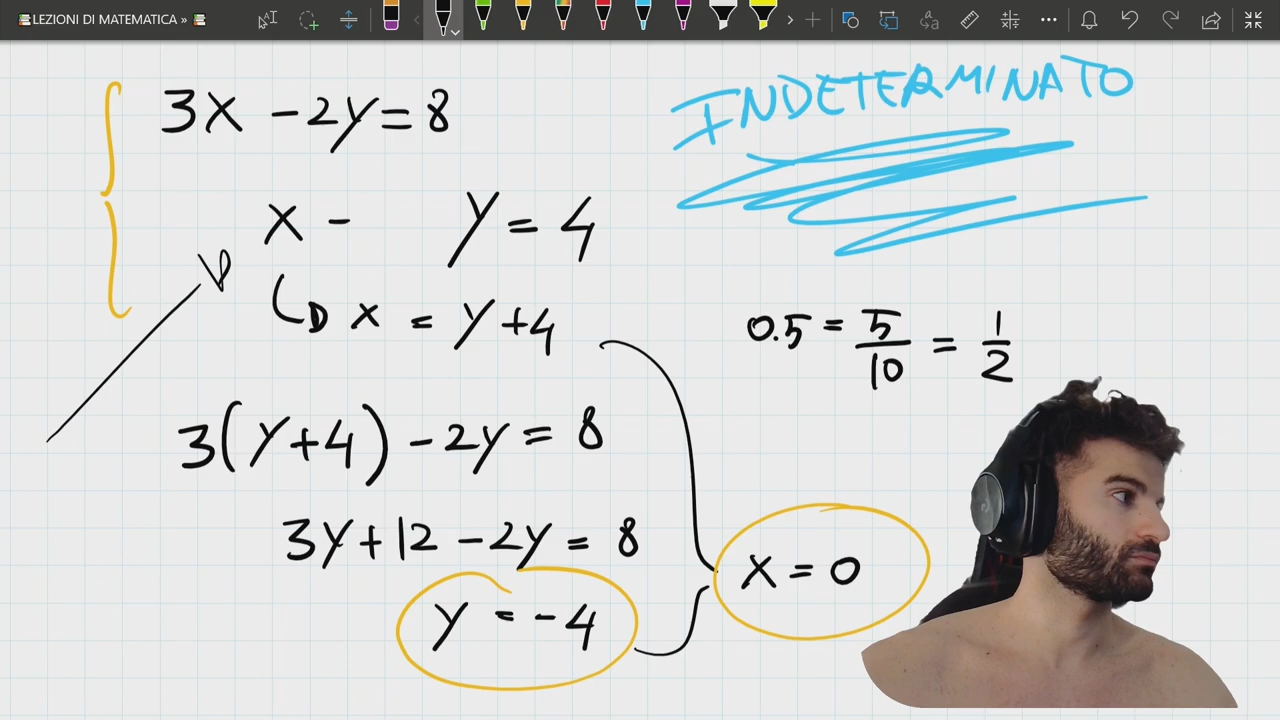 LEZIONI DI MATEMATICA »
INDETERMINATO
3x - 2y = 8
x - y = 4
x = y + 4
3(y+4) - 2y = 8
3y + 12 - 2y = 8
y = -4
x = 0
0.5 = 5/10 = 1/2